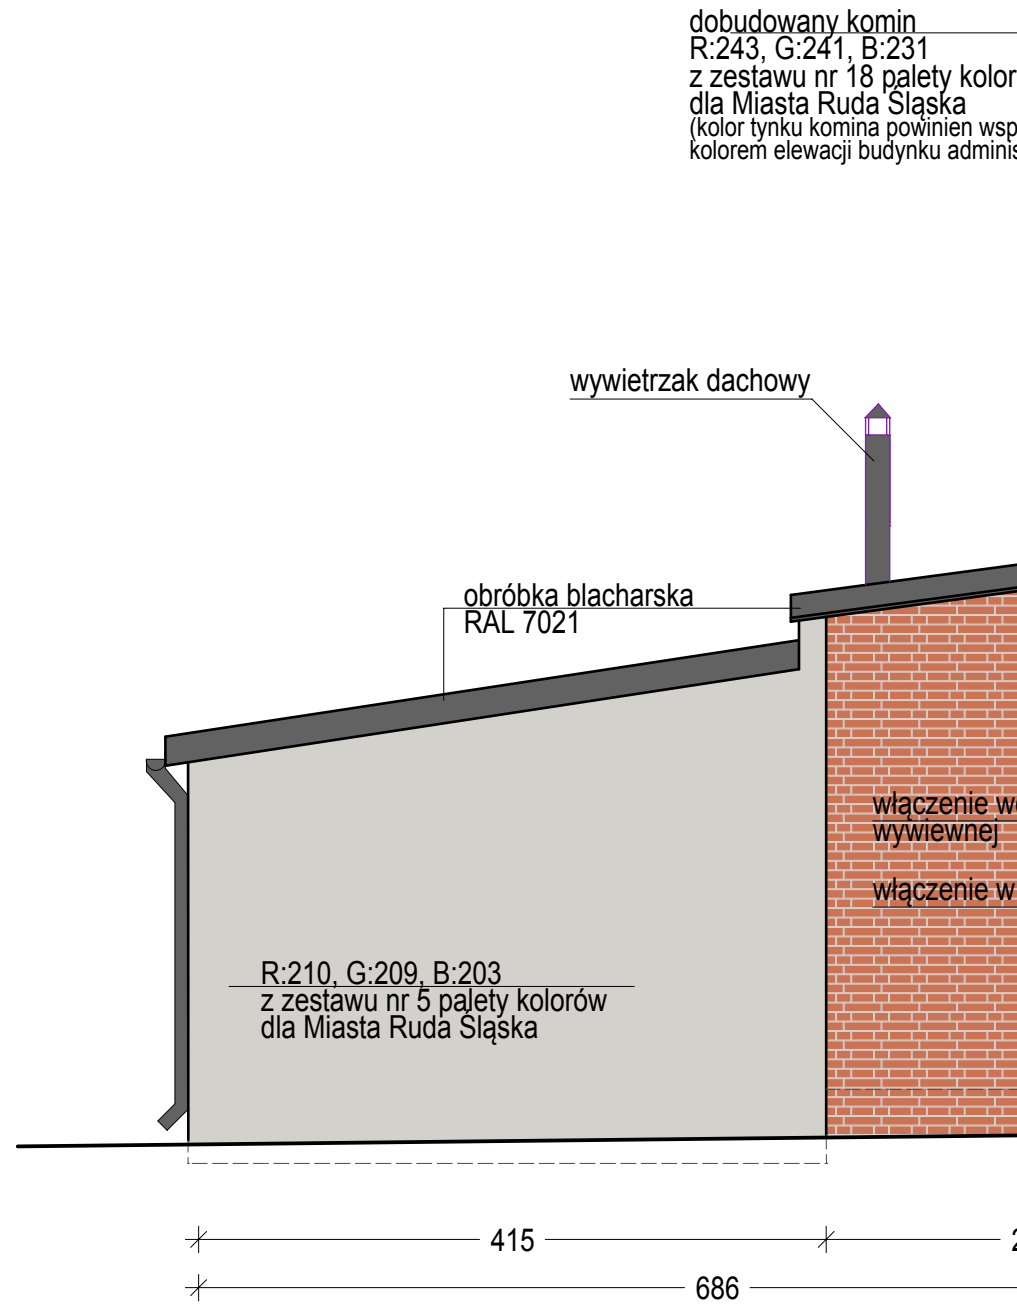 dobudowany komin
R:243, G:241, B:231
z zestawu nr 18 palety kolor
dla Miasta Ruda Śląska
(kolor tynku komina powinien wsp
kolorem elewacji budynku adminis
wywietrzak dachowy
obróbka blacharska
RAL 7021
włączenie w
wywiewnej
włączenie w
R:210, G:209, B:203
z zestawu nr 5 palety kolorów
dla Miasta Ruda Śląska
415
2
686